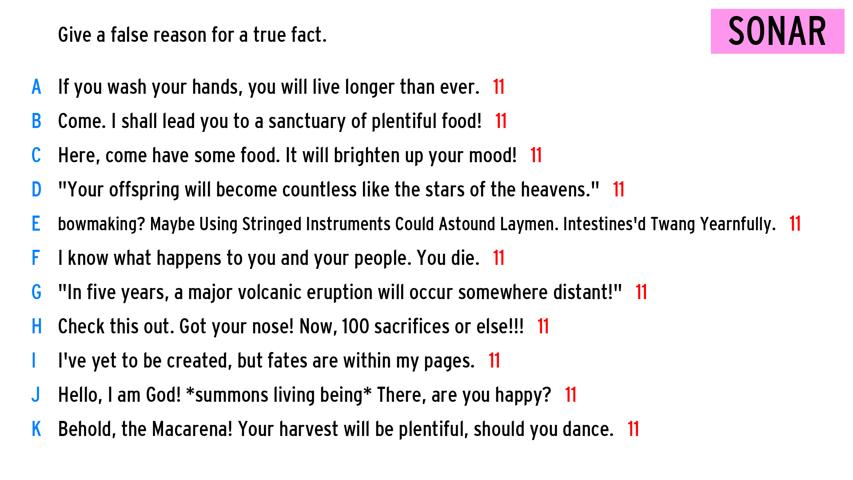 Give a false reason for a true fact.
SONAR
A If you wash your hands, you will live longer than ever. 11
B Come. I shall lead you to a sanctuary of plentiful food! 11
C Here, come have some food. It will brighten up your mood! 11
D "Your offspring will become countless like the stars of the heavens." 11
E bowmaking? Maybe Using Stringed Instruments Could Astound Laymen. Intestines'd Twang Yearnfully. 11
F I know what happens to you and your people. You die. 11
G "In five years, a major volcanic eruption will occur somewhere distant!" 11
H Check this out. Got your nose! Now, 100 sacrifices or else!!! 11
I I've yet to be created, but fates are within my pages. 11
J Hello, I am God! *summons living being* There, are you happy? 11
K Behold, the Macarena! Your harvest will be plentiful, should you dance. 11